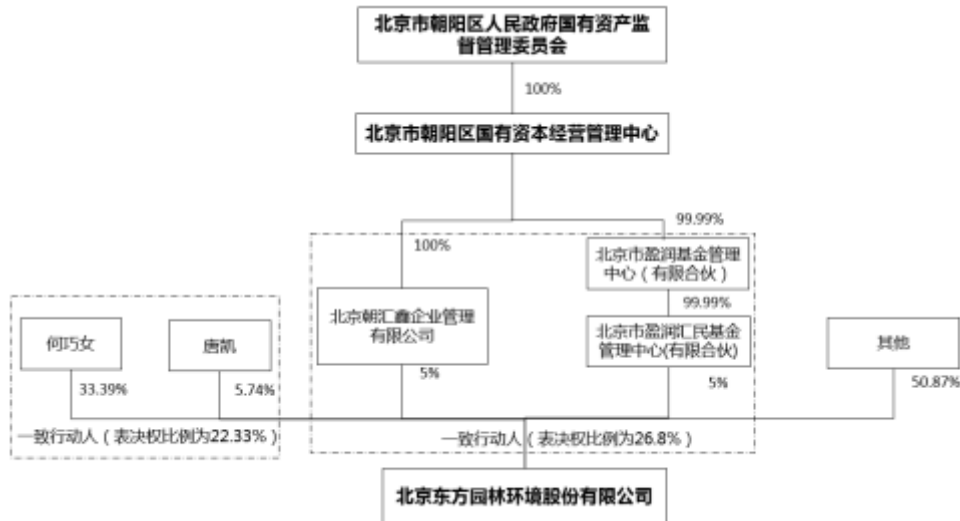 北京市朝阳区人民政府国有资产监
督管理委员会
100%
北京市朝阳区国有资本经营管理中心
99.99%
100%
北京市盈润基金管理
中心（有限合伙）
99.99%
北京朝汇鑫企业管理
有限公司
北京市盈润汇民基金
管理中心(有限合伙)
何巧女
唐凯
其他
33.39%
5.74%
5%
5%
50.87%
一致行动人（表决权比例为22.33%）
一致行动人（表决权比例为26.8%）
北京东方园林环境股份有限公司